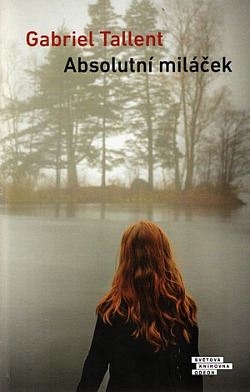 Gabriel Tallent
Absolutní miláček
SVĚTOVÁ
KNIHOVNA
ODEON